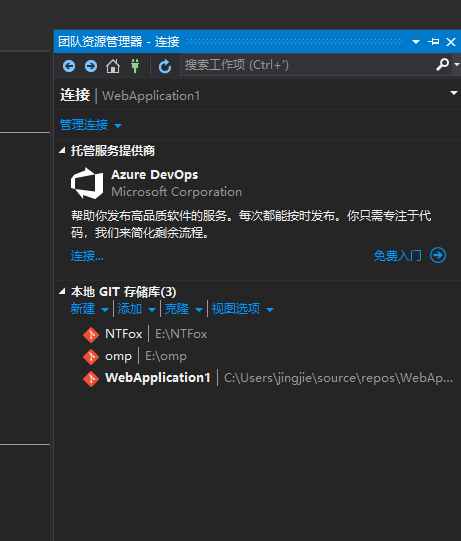 团队资源管理器 - 连接
搜索工作项 (Ctrl+')
连接 | WebApplication1
管理连接
托管服务提供商
Azure DevOps
Microsoft Corporation
帮助你发布高品质软件的服务。每次都能按时发布。你只需专注于代
码，我们来简化剩余流程。
连接... 免费入门
本地 GIT 存储库(3)
新建 | 添加 | 克隆 | 视图选项
NTFox | E:\NTFox
omp | E:\omp
WebApplication1 | C:\Users\jingjie\source\repos\WebAp...